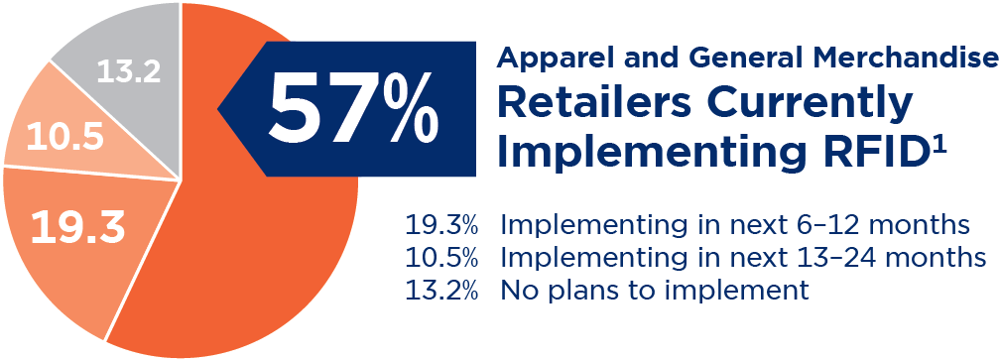 13.2
10.5
19.3
57%
Apparel and General Merchandise
Retailers Currently
Implementing RFID¹
19.3% Implementing in next 6–12 months
10.5% Implementing in next 13–24 months
13.2% No plans to implement